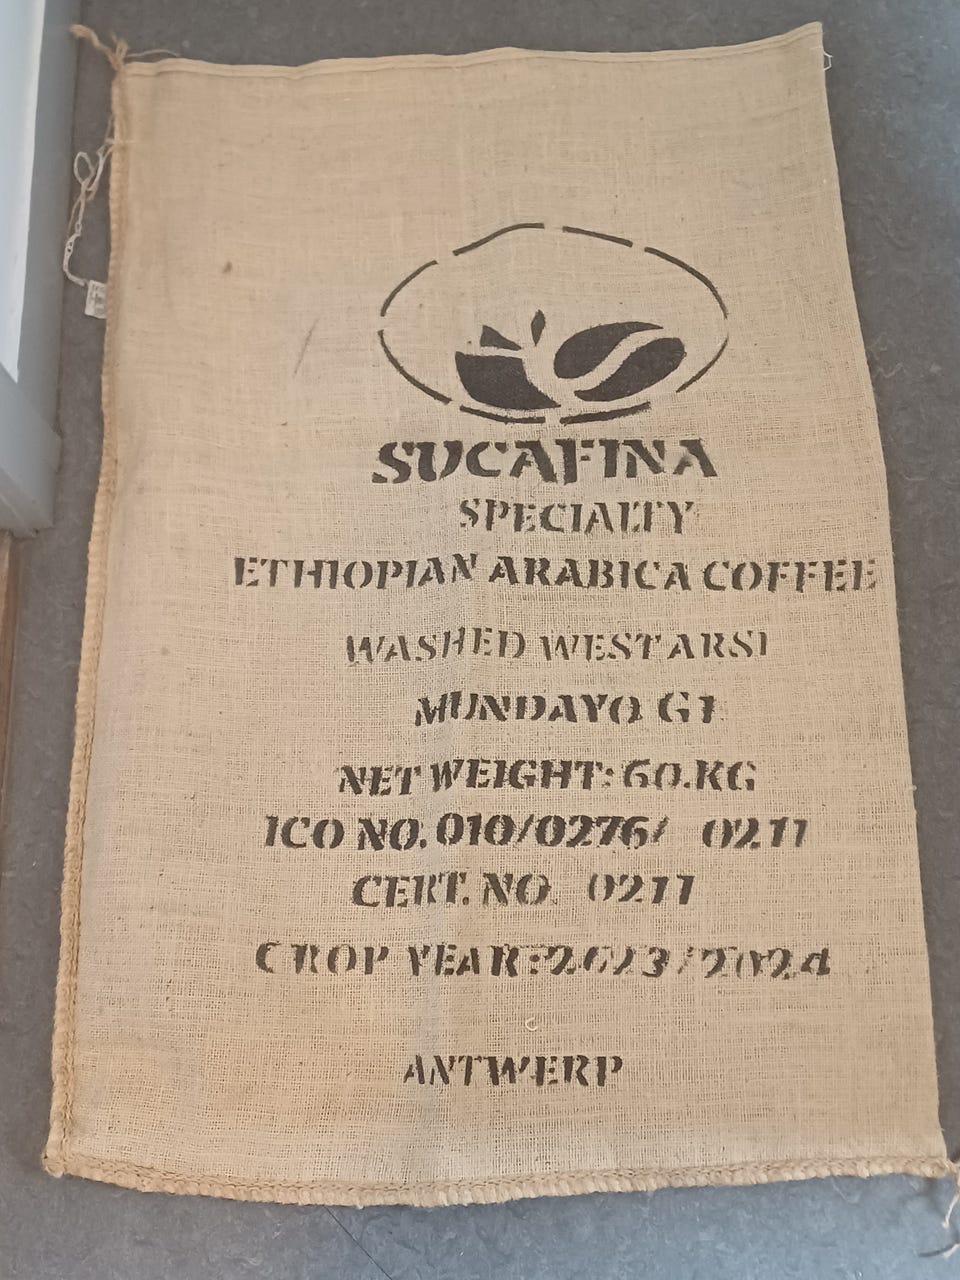 SUCAFINA
SPECIALTY
ETHIOPIAN ARABICA COFFEE
WASHED WEST ARSI
MUNDAYO G1
NET WEIGHT: 60.KG
ICO NO. 010/0276/ 0211
CERT. NO. 0211
CROP YEAR:2023/2024
ANTWERP